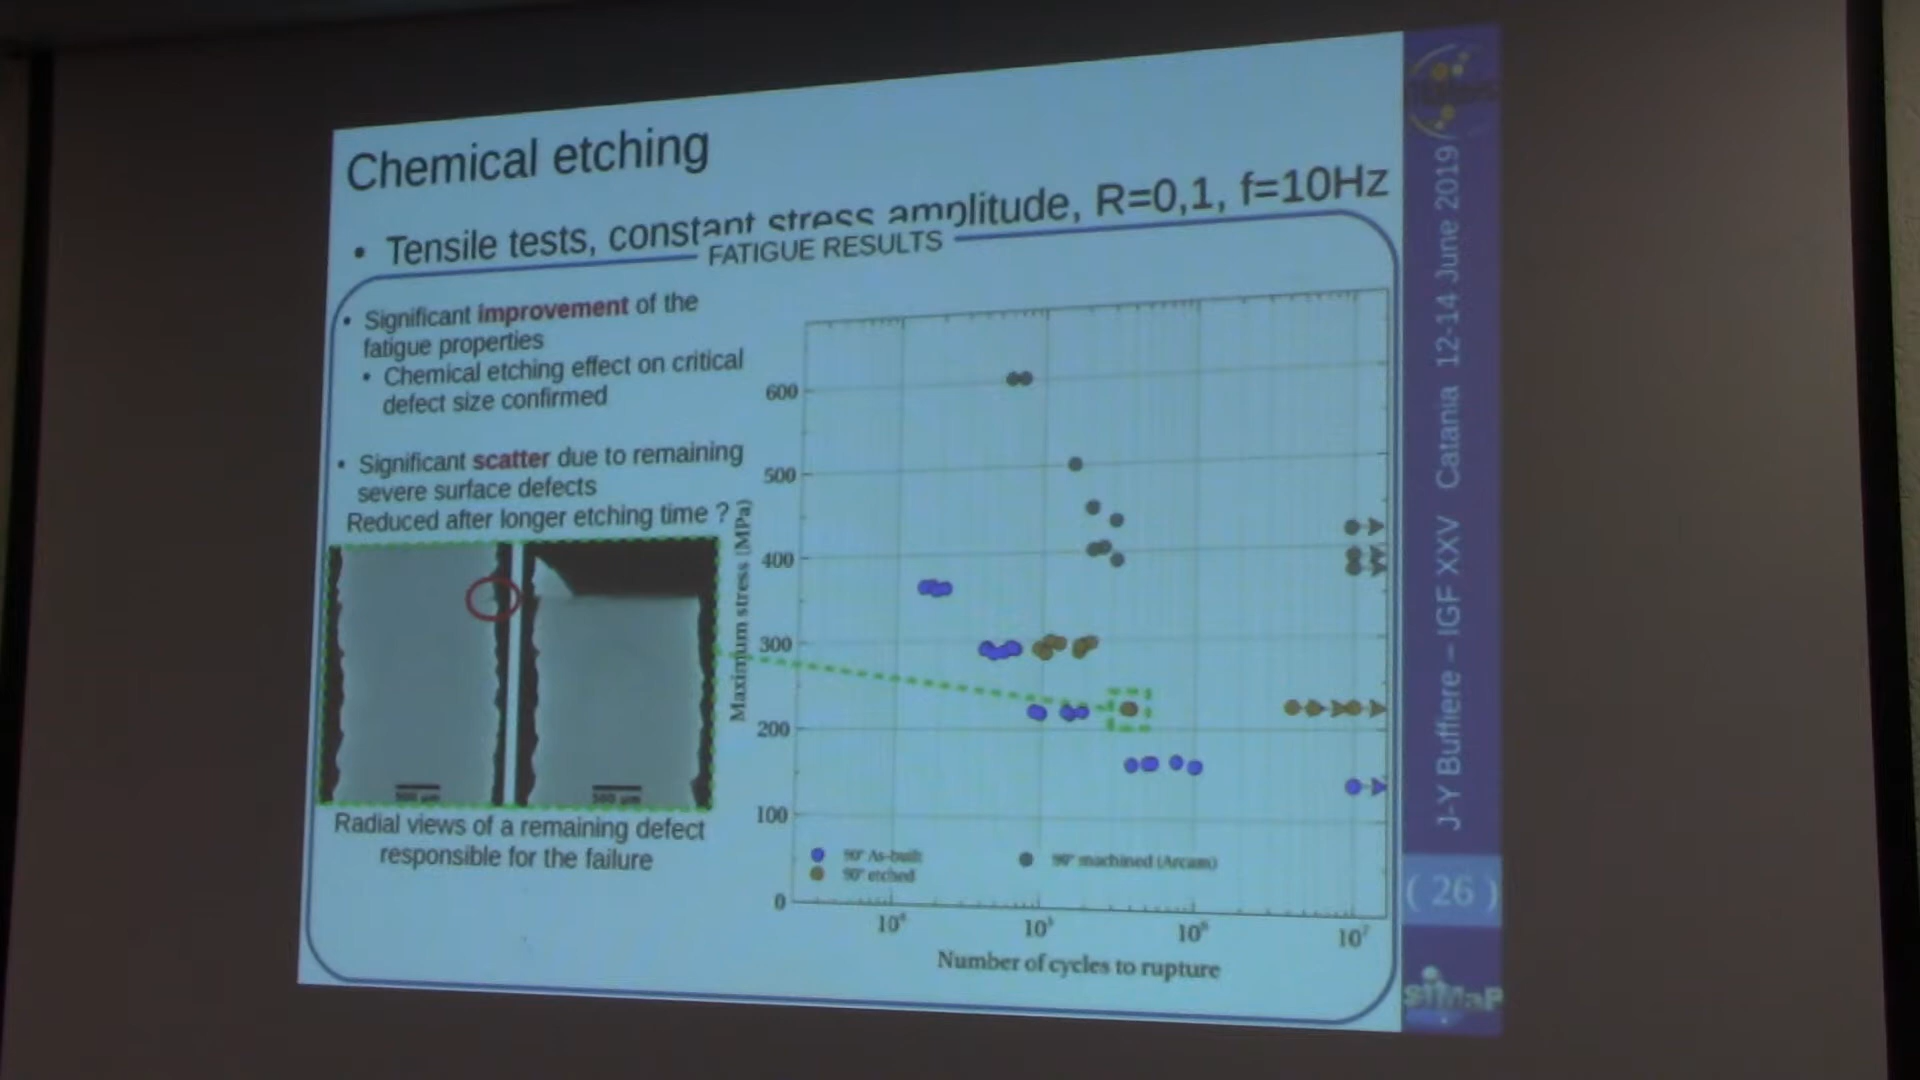 Chemical etching
• Tensile tests, constant stress amplitude, R=0,1, f=10Hz
FATIGUE RESULTS
• Significant improvement of the
fatigue properties
• Chemical etching effect on critical
defect size confirmed
• Significant scatter due to remaining
severe surface defects
Reduced after longer etching time ?
500 µm
500 µm
Radial views of a remaining defect
responsible for the failure
Maximum stress (MPa)
600
500
400
300
200
100
0
90° As-built
90° etched
90° machined (Arcam)
10⁴
10⁵
10⁶
10⁷
Number of cycles to rupture
J-Y Buffiere – IGF XXV Catania 12-14 June 2019
( 26 )
SIMaP